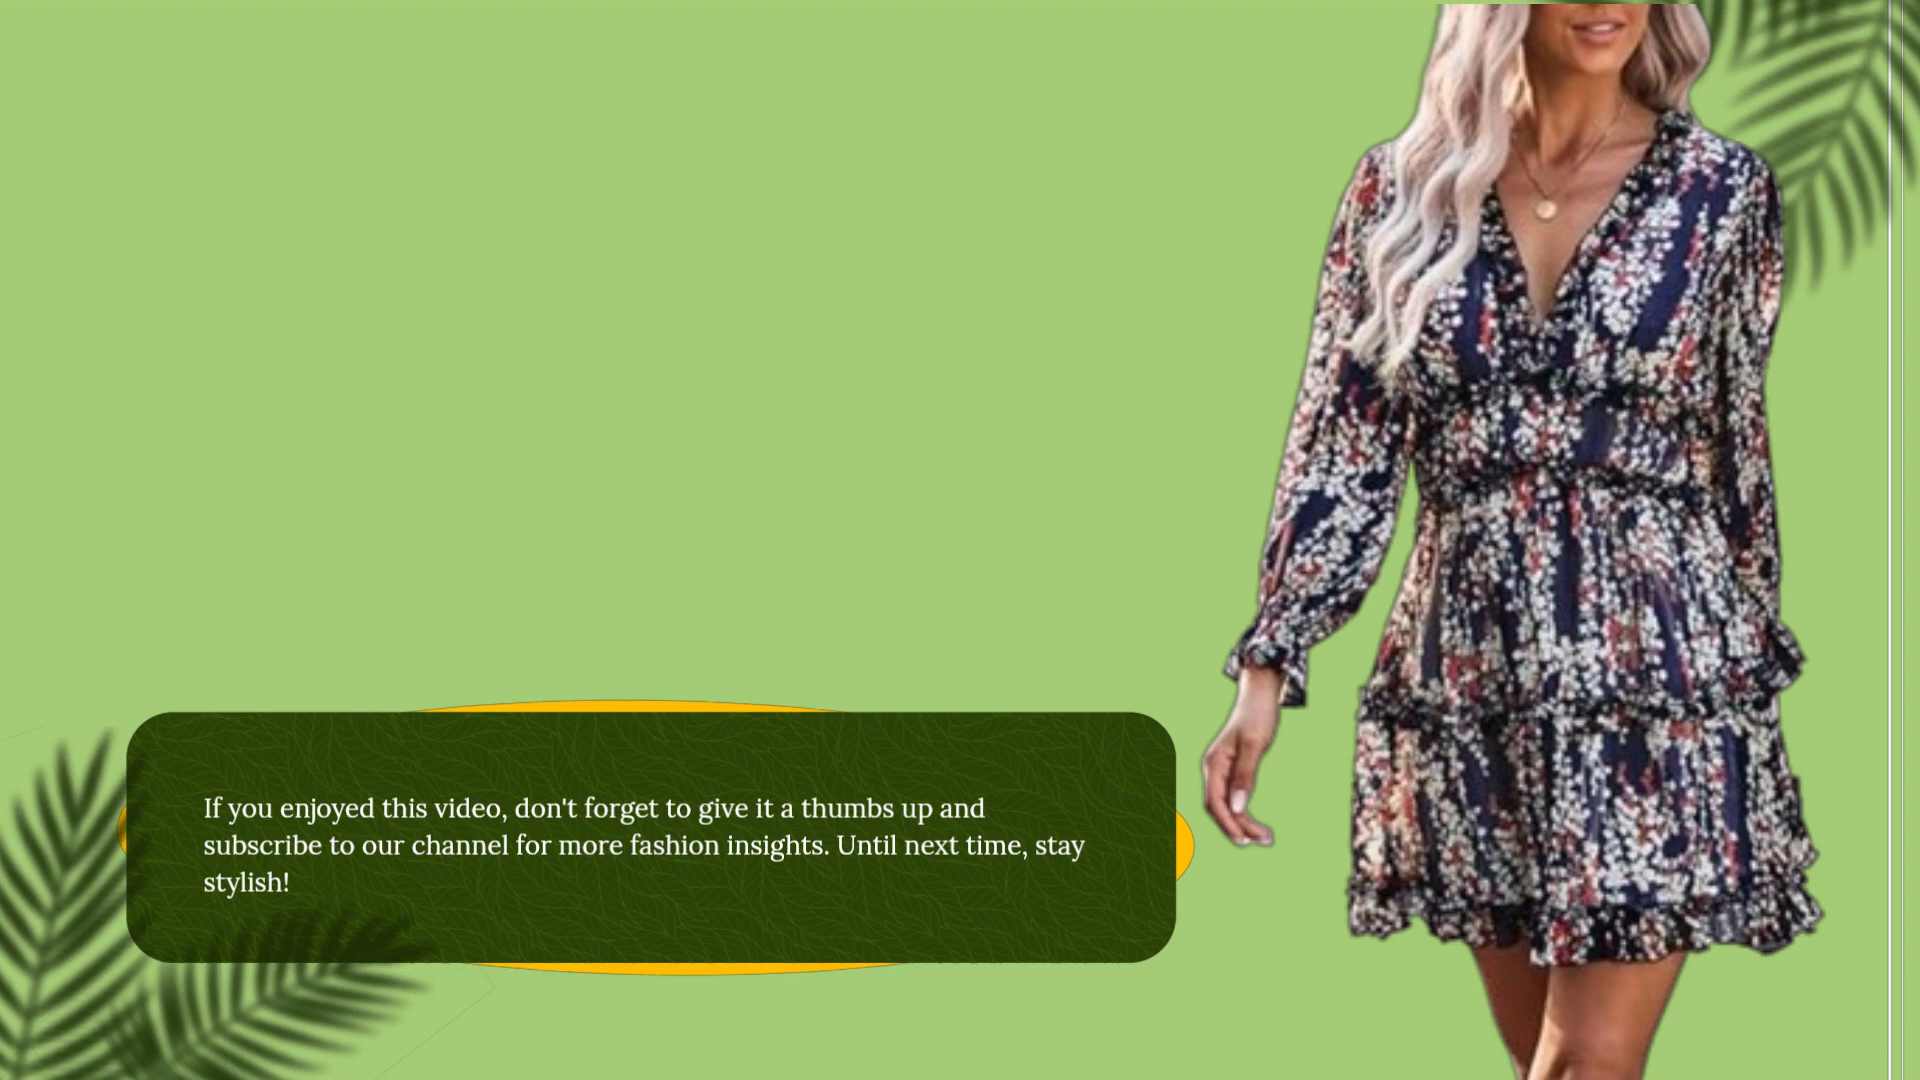 If you enjoyed this video, don't forget to give it a thumbs up and
subscribe to our channel for more fashion insights. Until next time, stay
stylish!